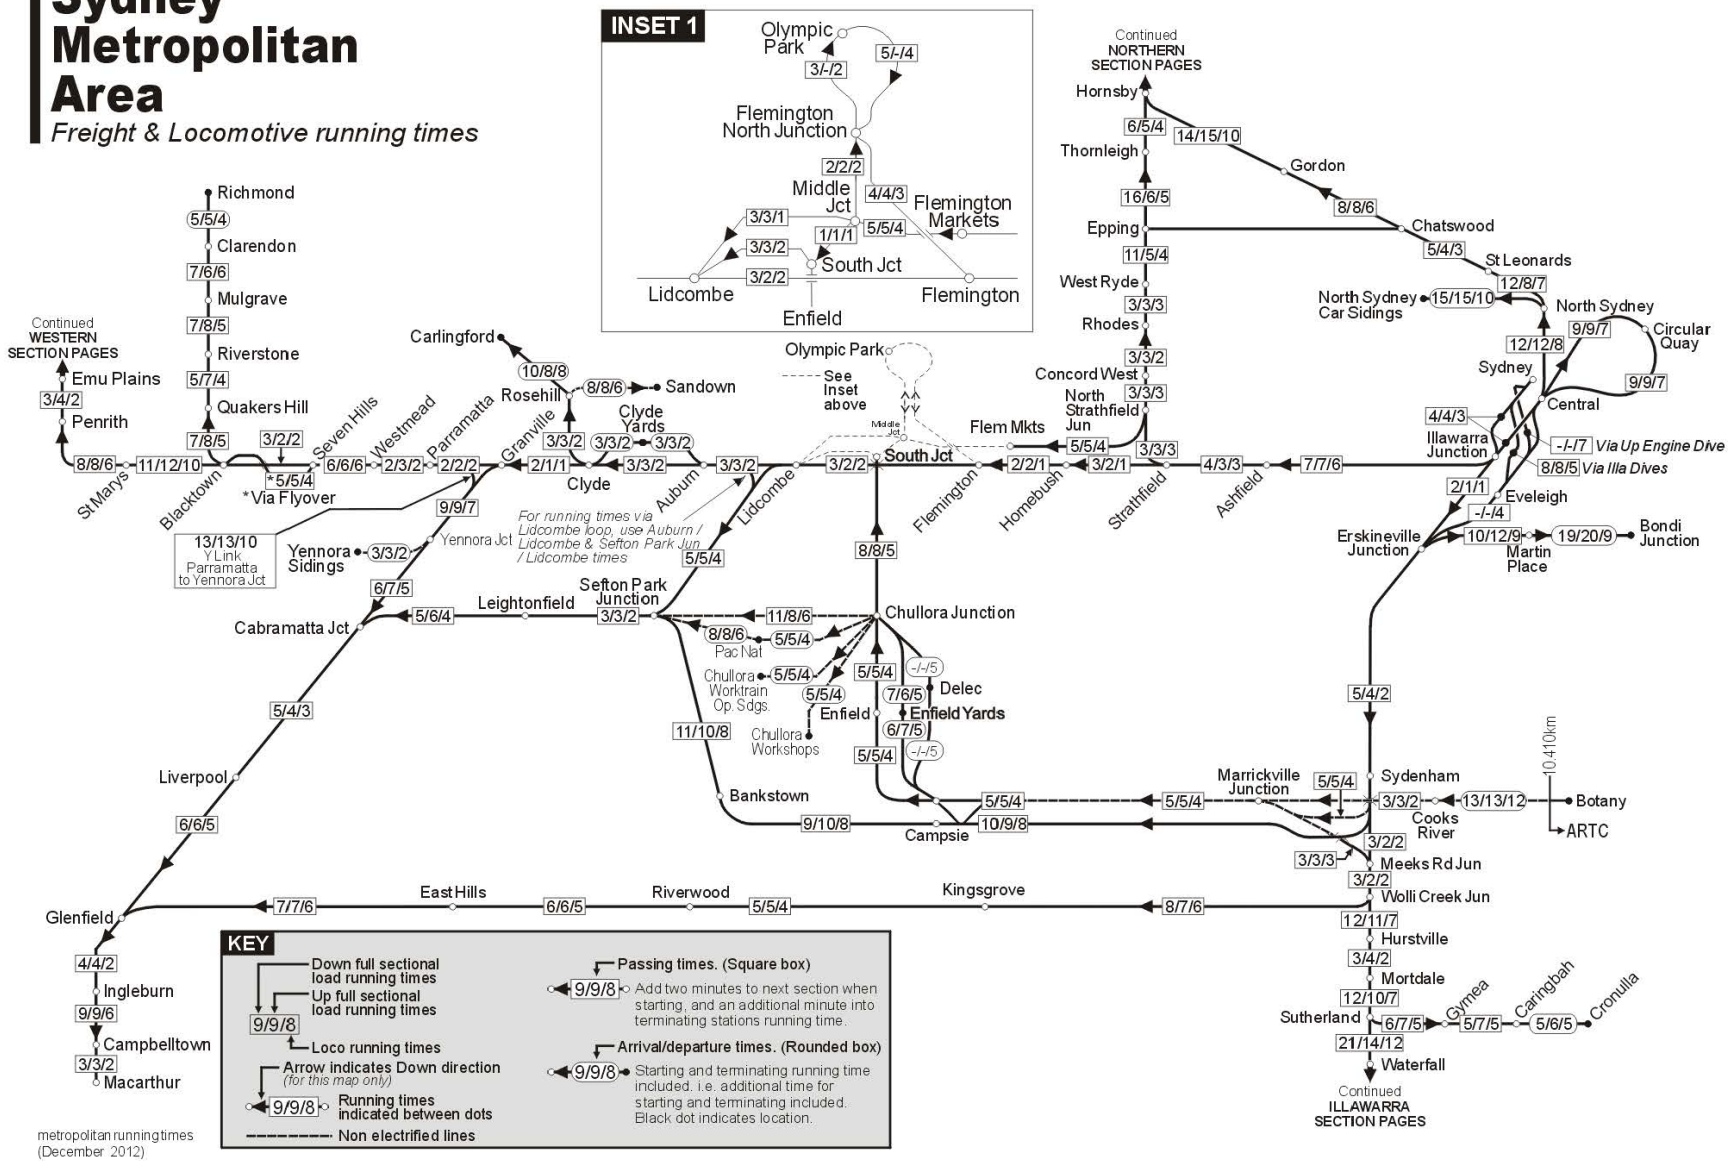 Sydney
Metropolitan
Area
Freight & Locomotive running times
INSET 1
Olympic
Park
5/-/4
3/-/2
Flemington
North Junction
2/2/2
Middle
Jct
4/4/3
Flemington
Markets
3/3/1
5/5/4
1/1/1
3/3/2
South Jct
3/2/2
Lidcombe
Flemington
Enfield
Continued
NORTHERN
SECTION PAGES
Hornsby
6/5/4
14/15/10
Thornleigh
Gordon
16/6/5
8/8/6
Epping
Chatswood
11/5/4
5/4/3
West Ryde
St Leonards
12/8/7
3/3/3
North Sydney
Car Sidings
15/15/10
North Sydney
Rhodes
9/9/7
Circular
Quay
3/3/2
12/12/8
Concord West
Sydney
3/3/3
9/9/7
North
Strathfield
Jun
Central
4/4/3
Illawarra
Junction
-/-/7 Via Up Engine Dive
8/8/5 Via Illa Dives
2/1/1
Eveleigh
-/-/4
Erskineville
Junction
10/12/9
Martin
Place
19/20/9
Bondi
Junction
Richmond
5/5/4
Clarendon
7/6/6
Mulgrave
7/8/5
Riverstone
5/7/4
Quakers Hill
7/8/5
Continued
WESTERN
SECTION PAGES
Emu Plains
3/4/2
Penrith
8/8/6
St Marys
11/12/10
Blacktown
3/2/2
*5/5/4
*Via Flyover
Seven Hills
6/6/6
Westmead
2/3/2
Parramatta
2/2/2
Granville
2/1/1
Carlingford
10/8/8
Rosehill
8/8/6
Sandown
3/3/2
Clyde
Yards
3/3/2
3/3/2
Clyde
3/3/2
Auburn
3/3/2
Lidcombe
Olympic Park
See
Inset
above
Middle
Jct
Flem Mkts
5/5/4
South Jct
3/2/2
Flemington
2/2/1
Homebush
3/2/1
3/3/3
Strathfield
4/3/3
Ashfield
7/7/6
9/9/7
13/13/10
Y Link
Parramatta
to Yennora Jct
Yennora
Sidings
3/3/2
Yennora Jct
For running times via
Lidcombe loop, use Auburn /
Lidcombe & Sefton Park Jun
/ Lidcombe times
5/5/4
8/8/5
6/7/5
Sefton Park
Junction
Leightonfield
Cabramatta Jct
5/6/4
3/3/2
11/8/6
Chullora Junction
8/8/6
5/5/4
Pac Nat
Chullora
Worktrain
Op. Sdgs.
5/5/4
5/5/4
Chullora
Workshops
5/5/4
-/-/5
Delec
7/6/5
Enfield
Enfield Yards
6/7/5
5/5/4
-/-/5
5/4/3
11/10/8
5/4/2
10.410km
Liverpool
Bankstown
Marrickville
Junction
5/5/4
Sydenham
5/5/4
5/5/4
3/3/2
13/13/12
Botany
Cooks
River
ARTC
6/6/5
9/10/8
Campsie
10/9/8
3/2/2
3/3/3
Meeks Rd Jun
3/2/2
Wolli Creek Jun
Glenfield
7/7/6
East Hills
6/6/5
Riverwood
5/5/4
Kingsgrove
8/7/6
12/11/7
Hurstville
3/4/2
Mortdale
12/10/7
Sutherland
6/7/5
Gymea
5/7/5
Caringbah
5/6/5
Cronulla
21/14/12
Waterfall
Continued
ILLAWARRA
SECTION PAGES
4/4/2
Ingleburn
9/9/6
Campbelltown
3/3/2
Macarthur
KEY
Down full sectional
load running times
Up full sectional
load running times
9/9/8
Loco running times
Arrow indicates Down direction
(for this map only)
9/9/8
Running times
indicated between dots
Non electrified lines
Passing times. (Square box)
9/9/8
Add two minutes to next section when
starting, and an additional minute into
terminating stations running time.
Arrival/departure times. (Rounded box)
9/9/8
Starting and terminating running time
included. i.e. additional time for
starting and terminating included.
Black dot indicates location.
metropolitan running times
(December 2012)